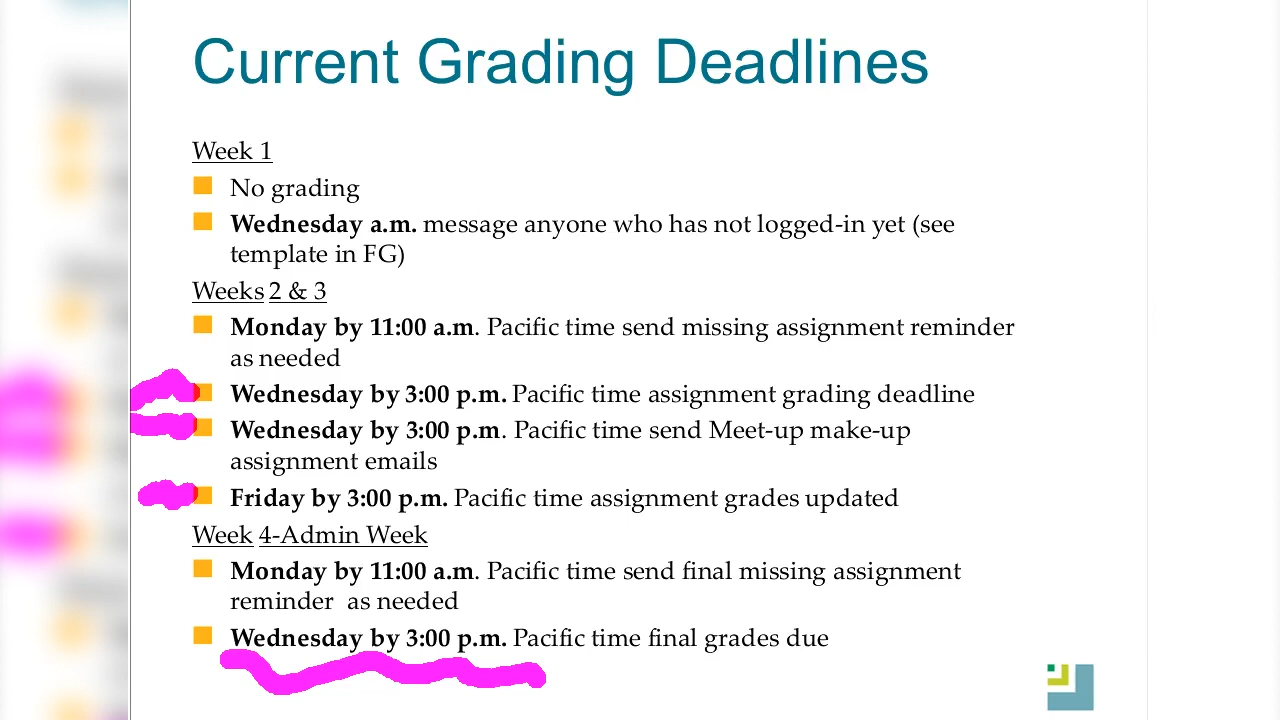 Current Grading Deadlines
Week 1
No grading
Wednesday a.m. message anyone who has not logged-in yet (see
template in FG)
Weeks 2 & 3
Monday by 11:00 a.m. Pacific time send missing assignment reminder
as needed
Wednesday by 3:00 p.m. Pacific time assignment grading deadline
Wednesday by 3:00 p.m. Pacific time send Meet-up make-up
assignment emails
Friday by 3:00 p.m. Pacific time assignment grades updated
Week 4-Admin Week
Monday by 11:00 a.m. Pacific time send final missing assignment
reminder as needed
Wednesday by 3:00 p.m. Pacific time final grades due